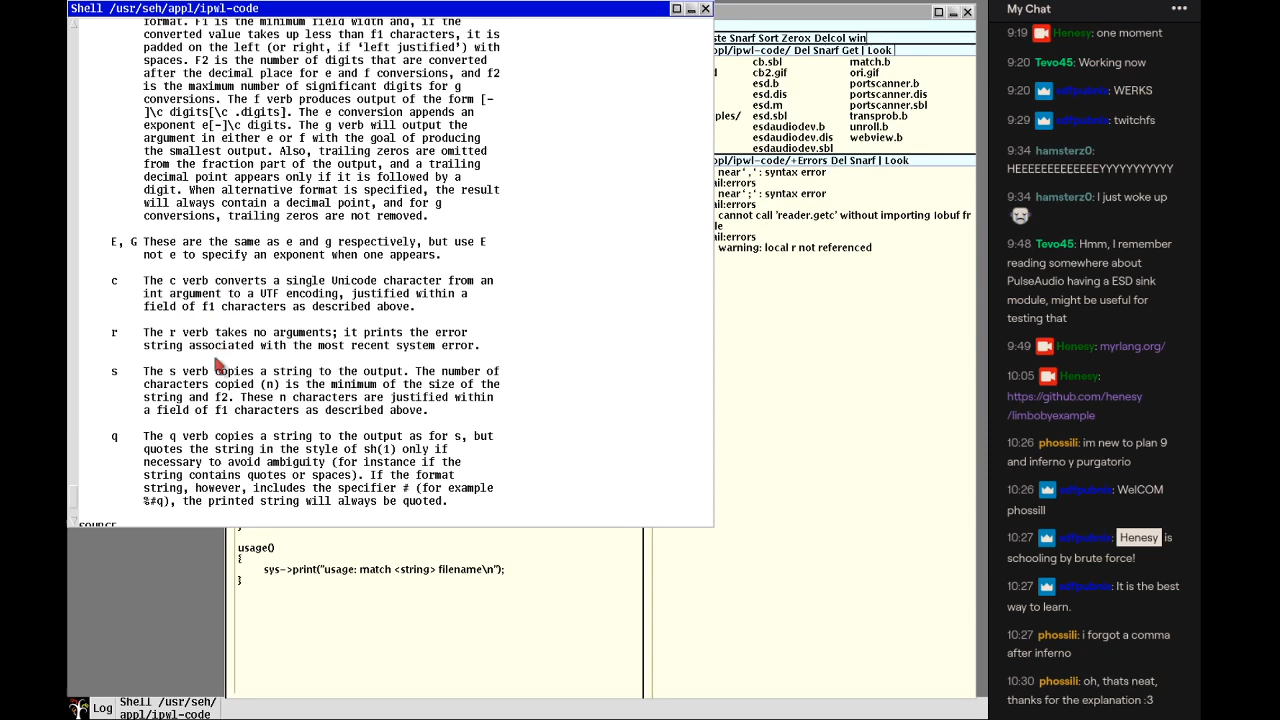 Shell /usr/seh/appl/ipwl-code
format. F1 is the minimum field width and, if the
converted value takes up less than f1 characters, it is
padded on the left (or right, if ‘left justified’) with
spaces. F2 is the number of digits that are converted
after the decimal place for e and f conversions, and f2
is the maximum number of significant digits for g
conversions. The f verb produces output of the form [-
]\c digits[\c .digits]. The e conversion appends an
exponent e[-]\c digits. The g verb will output the
argument in either e or f with the goal of producing
the smallest output. Also, trailing zeros are omitted
from the fraction part of the output, and a trailing
decimal point appears only if it is followed by a
digit. When alternative format is specified, the result
will always contain a decimal point, and for g
conversions, trailing zeros are not removed.
E, G These are the same as e and g respectively, but use E
not e to specify an exponent when one appears.
c The c verb converts a single Unicode character from an
int argument to a UTF encoding, justified within a
field of f1 characters as described above.
r The r verb takes no arguments; it prints the error
string associated with the most recent system error.
s The s verb copies a string to the output. The number of
characters copied (n) is the minimum of the size of the
string and f2. These n characters are justified within
a field of f1 characters as described above.
q The q verb copies a string to the output as for s, but
quotes the string in the style of sh(1) only if
necessary to avoid ambiguity (for instance if the
string contains quotes or spaces). If the format
string, however, includes the specifier # (for example
%#q), the printed string will always be quoted.
SOURCE
usage()
{
sys->print("usage: match <string> filename\n");
}
ste Snarf Sort Zerox Delcol win
ppl/ipwl-code/ Del Snarf Get | Look
cb.sbl match.b
cb2.gif ori.gif
esd.b portscanner.b
esd.dis portscanner.dis
esd.m portscanner.sbl
ples/ esd.sbl transprob.b
esdaudiodev.b unroll.b
esdaudiodev.dis webview.b
esdaudiodev.sbl
ppl/ipwl-code/+Errors Del Snarf | Look
near ‘ , ’ : syntax error
ail:errors
near ‘ ; ’ : syntax error
ail:errors
cannot call 'reader.getc' without importing Iobuf fr
le
ail:errors
warning: local r not referenced
Log
Shell /usr/seh/
appl/ipwl-code
My Chat
9:19 Henesy: one moment
9:20 Tevo45: Working now
9:20 WERKS
9:29 twitchfs
9:34 hamsterz0:
HEEEEEEEEEEEEYYYYYYYYYYY
9:34 hamsterz0: I just woke up
9:48 Tevo45: Hmm, I remember
reading somewhere about
PulseAudio having a ESD sink
module, might be useful for
testing that
9:49 Henesy: myrlang.org/
10:05 Henesy:
https://github.com/henesy
/limbobyexample
10:26 phossili: im new to plan 9
and inferno y purgatorio
10:26 WelCOM
phossill
10:27 Henesy is
schooling by brute force!
10:27 It is the best
way to learn.
10:27 phossili: i forgot a comma
after inferno
10:30 phossili: oh, thats neat,
thanks for the explanation :3